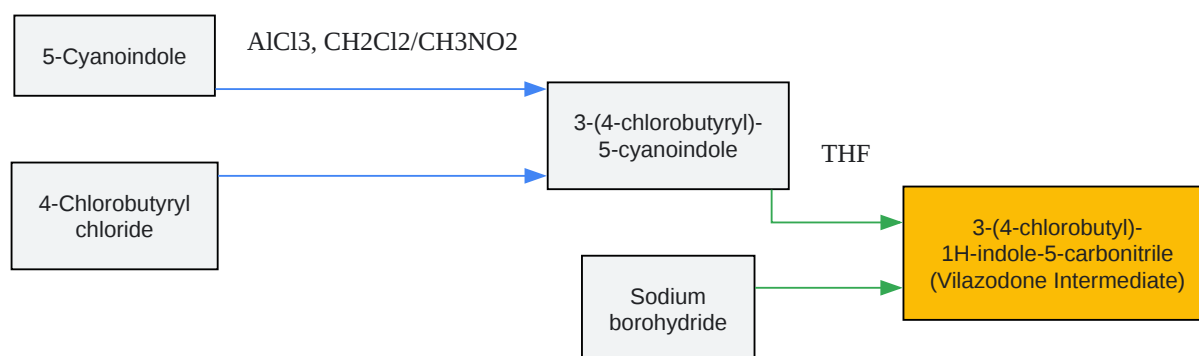 5-Cyanoindole
AlCl3, CH2Cl2/CH3NO2
4-Chlorobutyryl
chloride
3-(4-chlorobutyryl)-
5-cyanoindole
THF
Sodium
borohydride
3-(4-chlorobutyl)-
1H-indole-5-carbonitrile
(Vilazodone Intermediate)